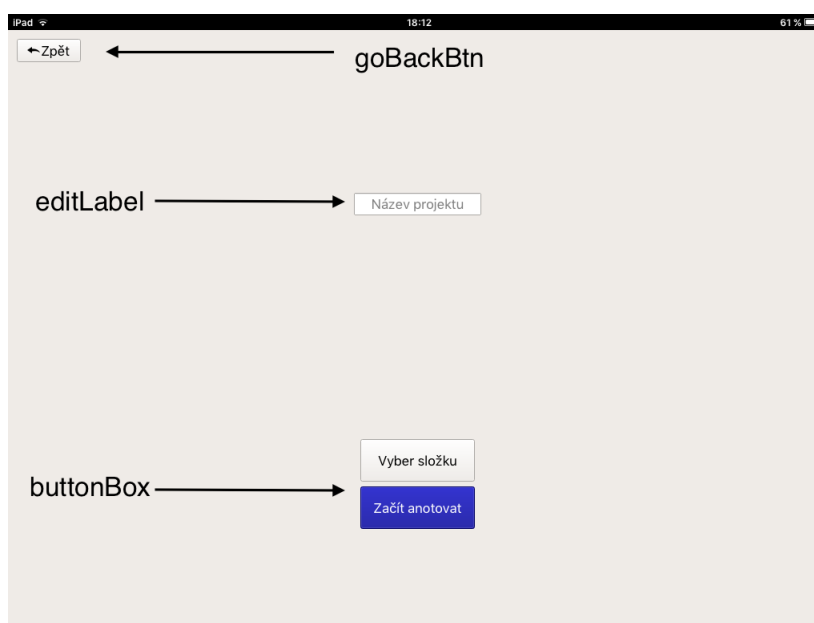 iPad 18:12 61 %
Zpět
goBackBtn
editLabel
Název projektu
Vyber složku
buttonBox
Začít anotovat